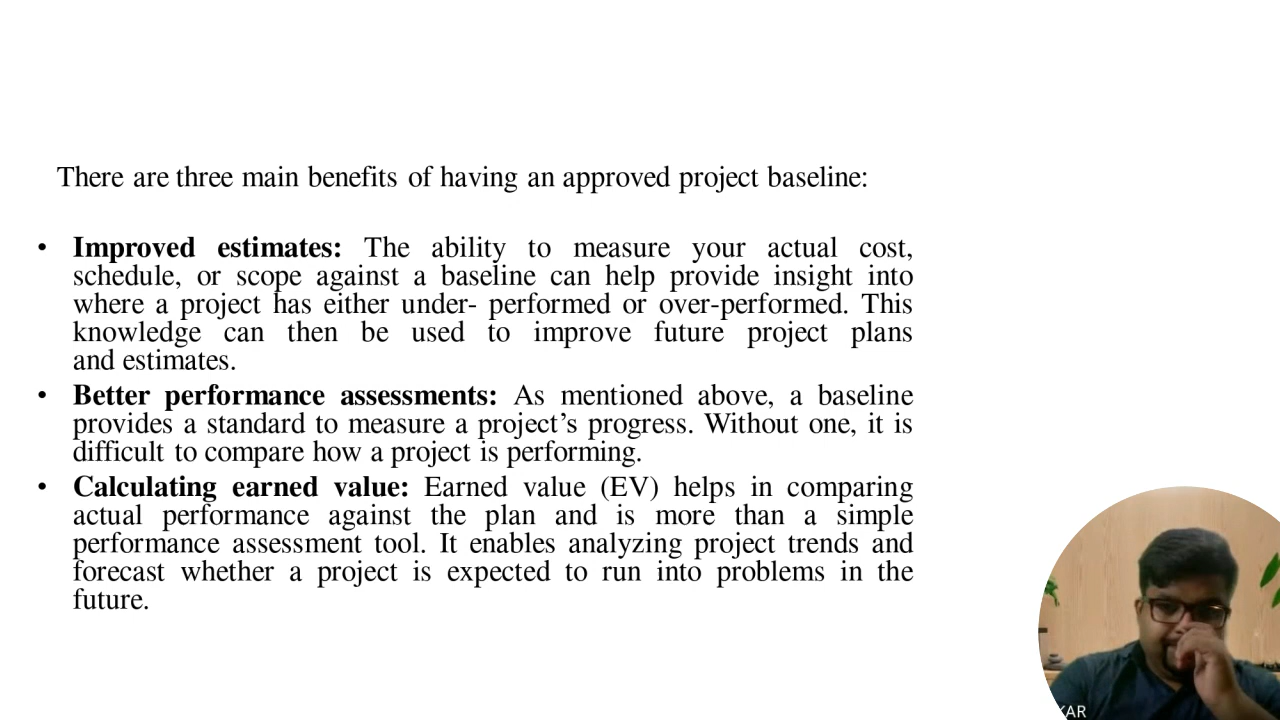 There are three main benefits of having an approved project baseline:
• Improved estimates: The ability to measure your actual cost,
schedule, or scope against a baseline can help provide insight into
where a project has either under- performed or over-performed. This
knowledge can then be used to improve future project plans
and estimates.
• Better performance assessments: As mentioned above, a baseline
provides a standard to measure a project’s progress. Without one, it is
difficult to compare how a project is performing.
• Calculating earned value: Earned value (EV) helps in comparing
actual performance against the plan and is more than a simple
performance assessment tool. It enables analyzing project trends and
forecast whether a project is expected to run into problems in the
future.
KAR